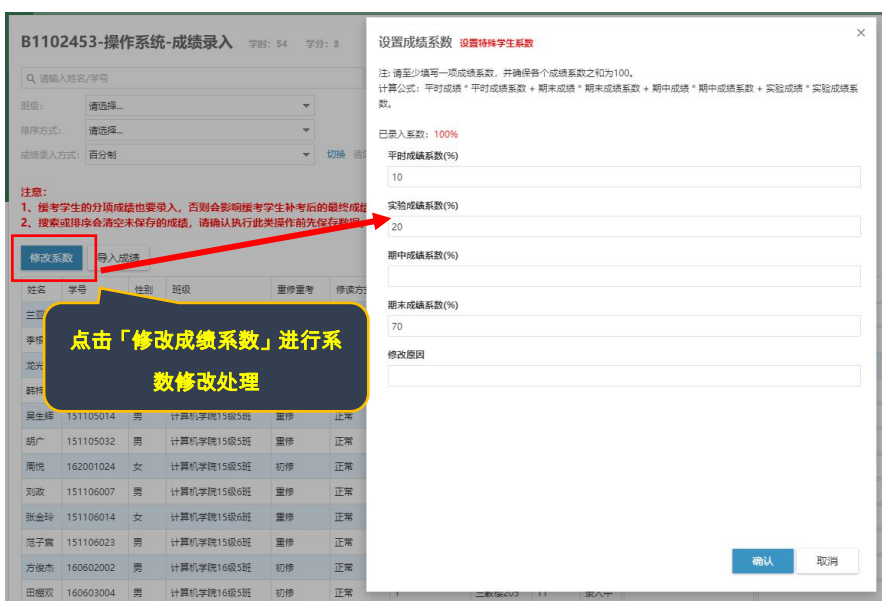 B1102453-操作系统-成绩录入 学时: 54 学分: 3
请输入姓名/学号
班级: 请选择...
排序方式: 请选择...
成绩录入方式: 百分制 切换
注意:
1、缓考学生的分项成绩也要录入，否则会影响缓考学生补考后的最终成绩
2、搜索或排序会清空未保存的成绩，请确认执行此类操作前先保存数据
修改系数 导入成绩
姓名 学号 性别 班级 重修重考 修读方式
点击「修改成绩系数」进行系
数修改处理
吴生辉 151105014 男 计算机学院15级5班 重修 正常
胡广 151105032 男 计算机学院15级5班 重修 正常
周悦 162001024 女 计算机学院15级5班 初修 正常
刘政 151106007 男 计算机学院15级6班 重修 正常
张金玲 151106014 女 计算机学院15级6班 重修 正常
范子宸 151106023 男 计算机学院15级6班 重修 正常
方俊杰 160602002 男 计算机学院16级5班 初修 正常
田棚双 160603004 男 计算机学院16级5班 初修 正常
设置成绩系数 设置特殊学生系数
×
注: 请至少填写一项成绩系数，并确保各个成绩系数之和为100。
计算公式：平时成绩 * 平时成绩系数 + 期末成绩 * 期末成绩系数 + 期中成绩 * 期中成绩系数 + 实验成绩 * 实验成绩系
数。
已录入系数: 100%
平时成绩系数(%)
10
实验成绩系数(%)
20
期中成绩系数(%)
期末成绩系数(%)
70
修改原因
确认 取消